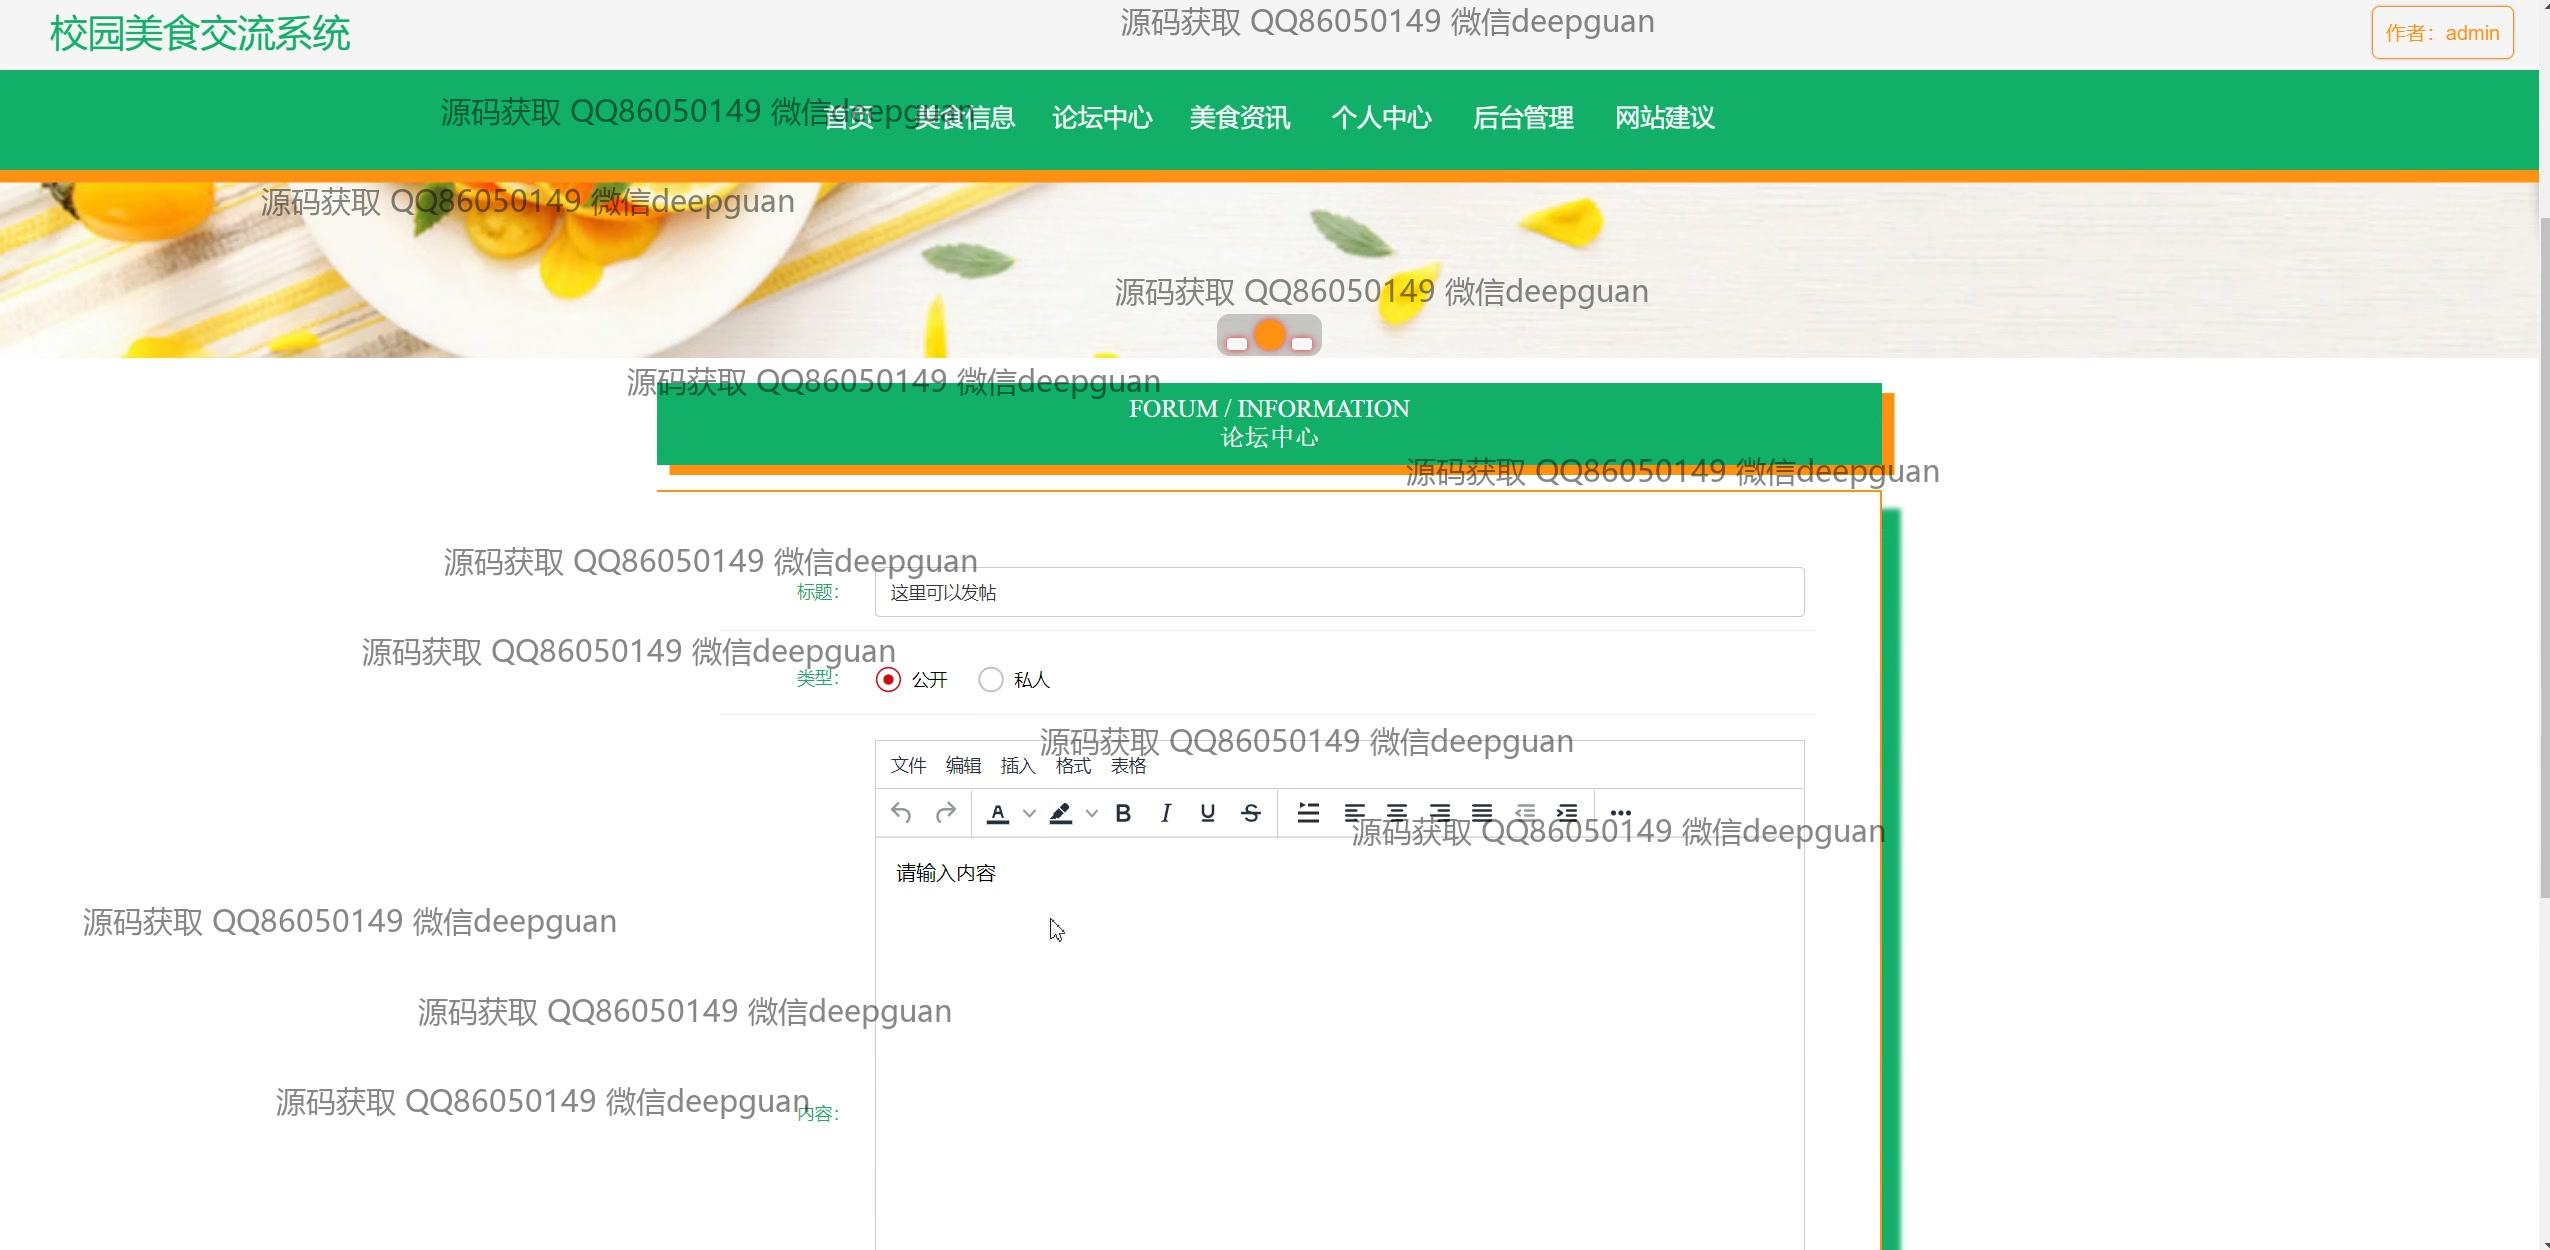 校园美食交流系统
源码获取 QQ86050149 微信deepguan
作者：admin
源码获取 QQ86050149 微信deepguan
首页 美食信息 论坛中心 美食资讯 个人中心 后台管理 网站建议
源码获取 QQ86050149 微信deepguan
源码获取 QQ86050149 微信deepguan
源码获取 QQ86050149 微信deepguan
FORUM / INFORMATION
论坛中心
源码获取 QQ86050149 微信deepguan
源码获取 QQ86050149 微信deepguan
标题： 这里可以发帖
源码获取 QQ86050149 微信deepguan
类型： 公开 私人
源码获取 QQ86050149 微信deepguan
文件 编辑 插入 格式 表格
A B I U S
源码获取 QQ86050149 微信deepguan
请输入内容
源码获取 QQ86050149 微信deepguan
源码获取 QQ86050149 微信deepguan
源码获取 QQ86050149 微信deepguan
内容：